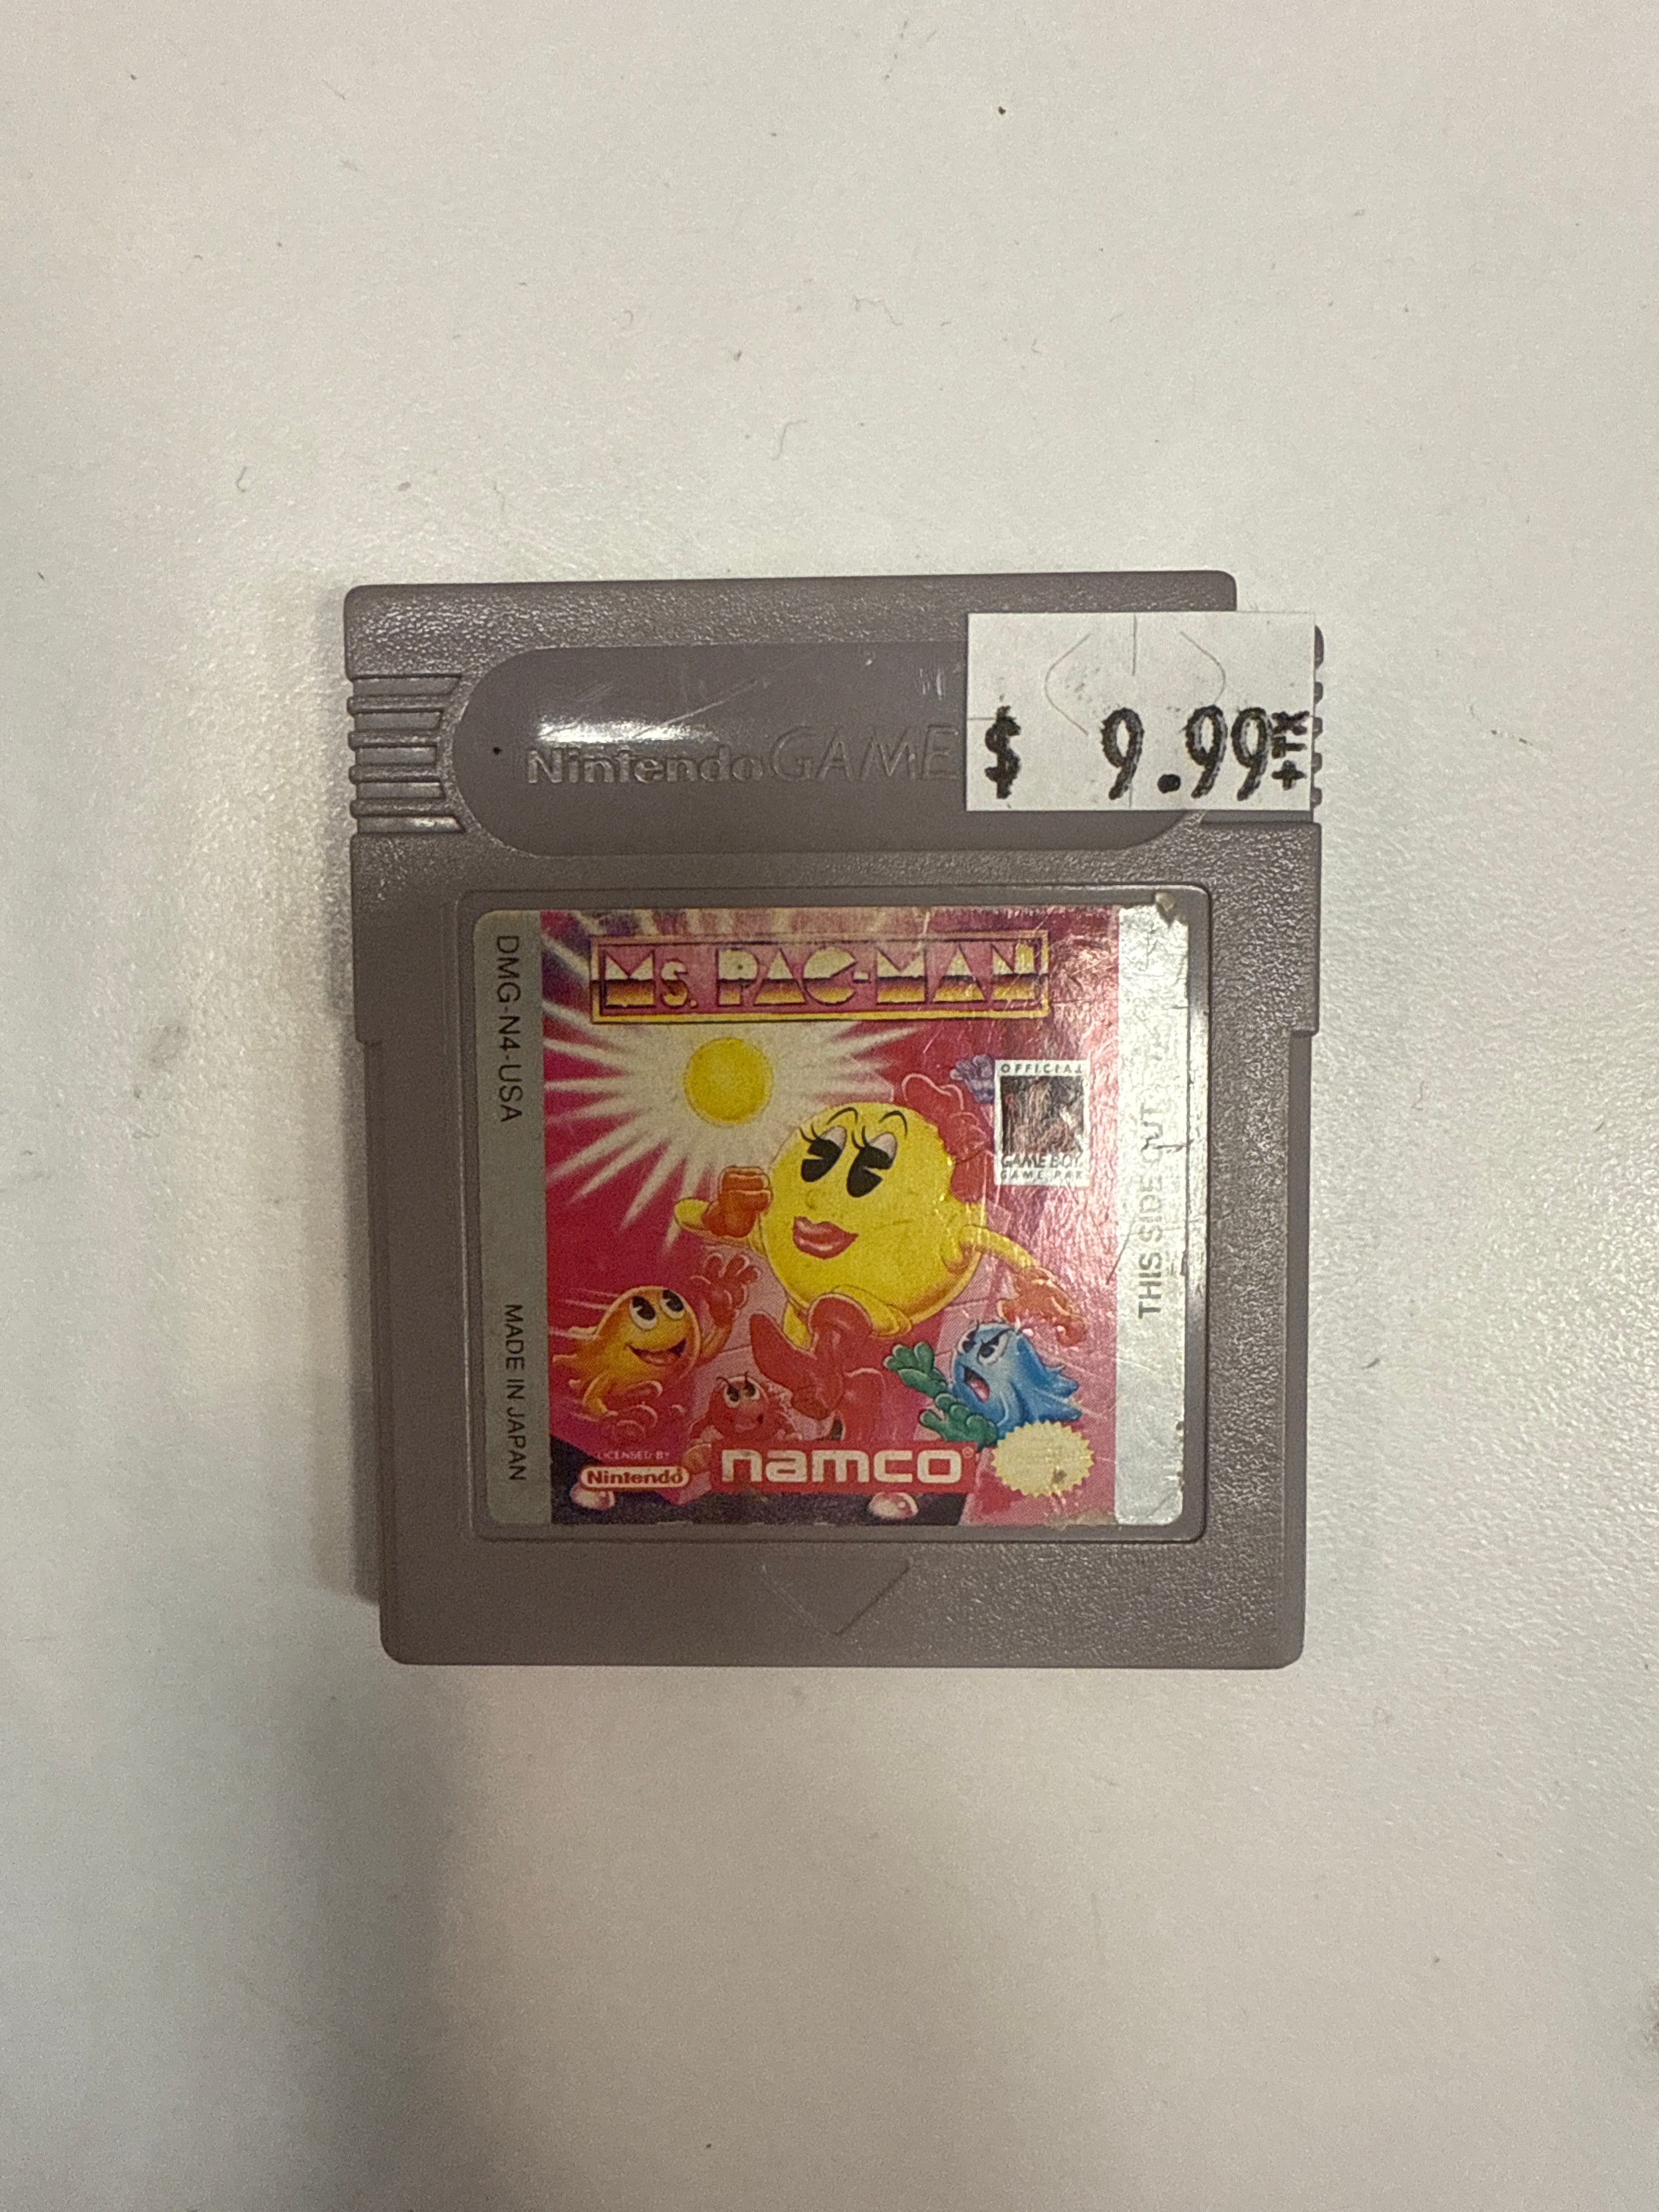 Nintendo GAME
$ 9.99 +TX
DMG-N4-USA
MADE IN JAPAN
Ms. PAC-MAN
OFFICIAL
GAME BOY
GAME PAK
THIS SIDE OUT
LICENSED BY
Nintendo
namco®